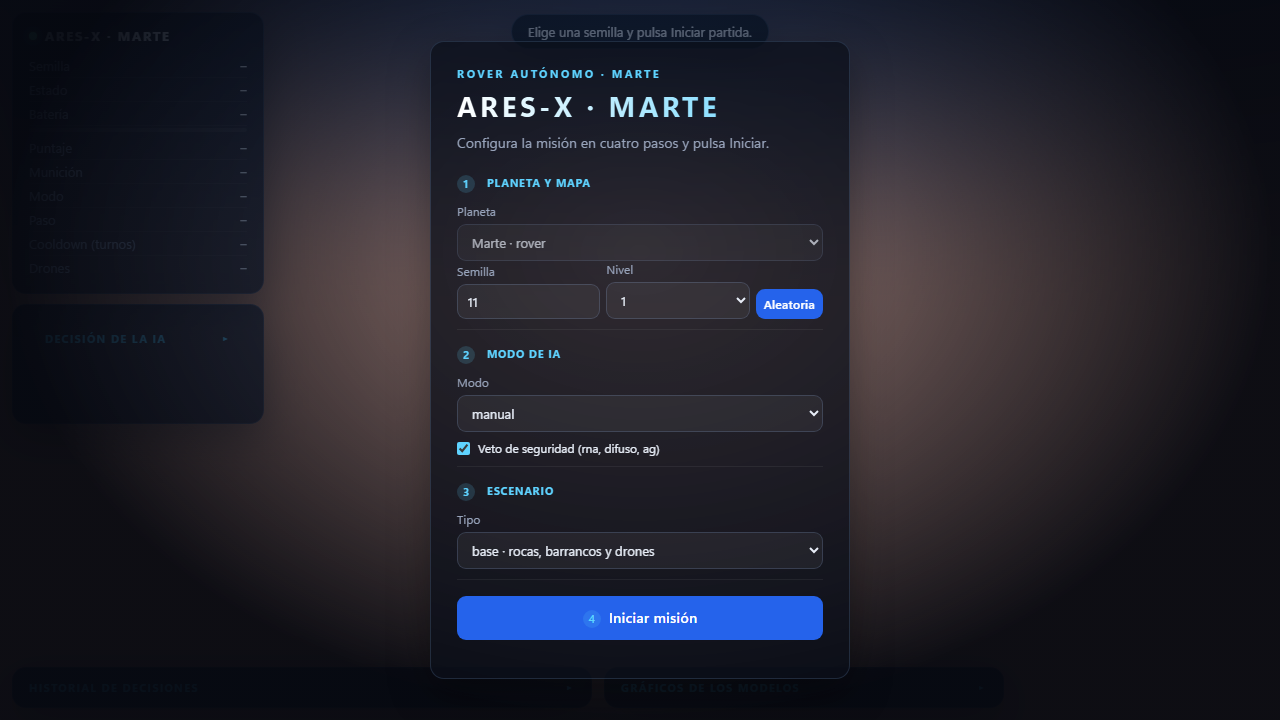 ARES-X · MARTE
Semilla –
Estado –
Batería –
Puntaje –
Munición –
Modo –
Paso –
Cooldown (turnos) –
Drones –
DECISIÓN DE LA IA
Elige una semilla y pulsa Iniciar partida.
ROVER AUTÓNOMO · MARTE
ARES-X · MARTE
Configura la misión en cuatro pasos y pulsa Iniciar.
1 PLANETA Y MAPA
Planeta
Marte · rover
Semilla Nivel
11 1 Aleatoria
2 MODO DE IA
Modo
manual
Veto de seguridad (rna, difuso, ag)
3 ESCENARIO
Tipo
base · rocas, barrancos y drones
4 Iniciar misión
HISTORIAL DE DECISIONES
GRÁFICOS DE LOS MODELOS